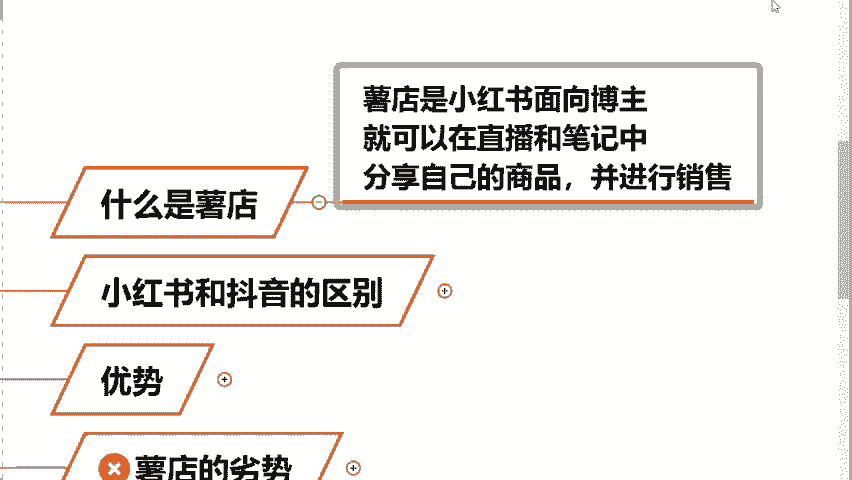 薯店是小红书面向博主
就可以在直播和笔记中
分享自己的商品，并进行销售
什么是薯店
小红书和抖音的区别
优势
薯店的劣势